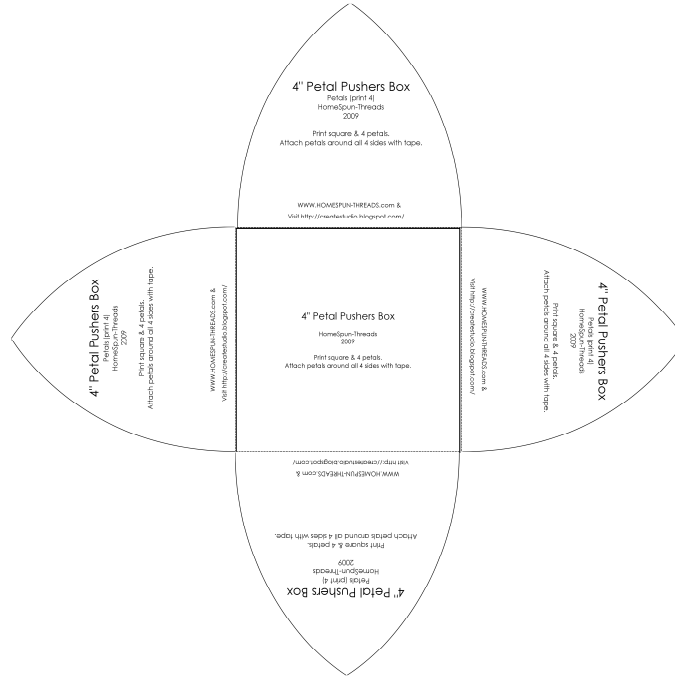 4" Petal Pushers Box
Petals (print 4)
HomeSpun-Threads
2009
Print square & 4 petals.
Attach petals around all 4 sides with tape.
WWW.HOMESPUN-THREADS.com &
Visit http://createstudio.blogspot.com/
4" Petal Pushers Box
Petals (print 4)
HomeSpun-Threads
2009
Print square & 4 petals.
Attach petals around all 4 sides with tape.
WWW.HOMESPUN-THREADS.com &
Visit http://createstudio.blogspot.com/
4" Petal Pushers Box
HomeSpun-Threads
2009
Print square & 4 petals.
Attach petals around all 4 sides with tape.
4" Petal Pushers Box
Petals (print 4)
HomeSpun-Threads
2009
Print square & 4 petals.
Attach petals around all 4 sides with tape.
WWW.HOMESPUN-THREADS.com &
Visit http://createstudio.blogspot.com/
4" Petal Pushers Box
Petals (print 4)
HomeSpun-Threads
2009
Print square & 4 petals.
Attach petals around all 4 sides with tape.
WWW.HOMESPUN-THREADS.com &
Visit http://createstudio.blogspot.com/